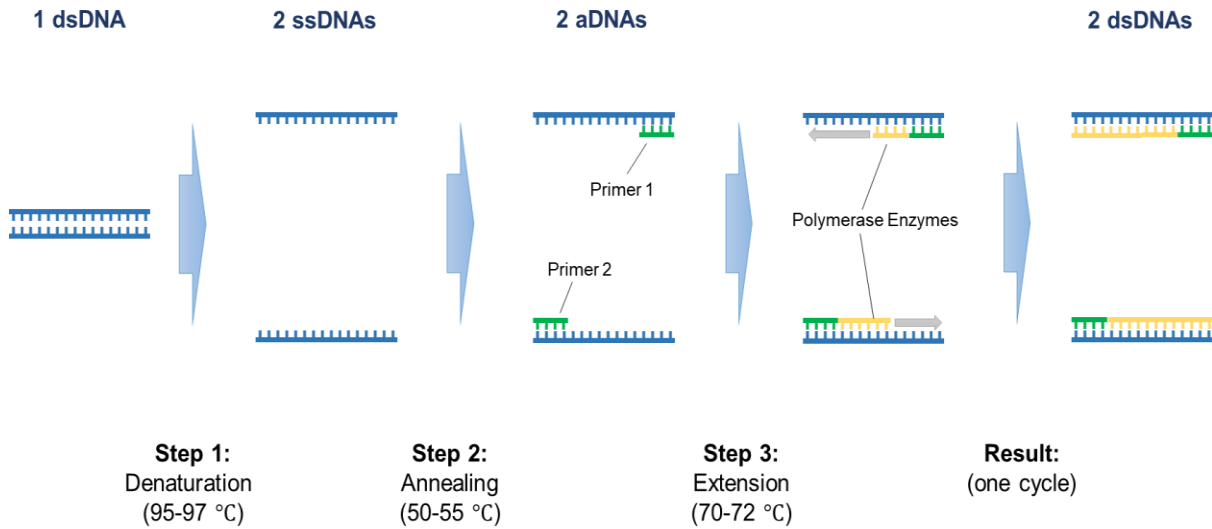 1 dsDNA
2 ssDNAs
2 aDNAs
2 dsDNAs
Primer 1
Polymerase Enzymes
Primer 2
Step 1:
Denaturation
(95-97 °C)
Step 2:
Annealing
(50-55 °C)
Step 3:
Extension
(70-72 °C)
Result:
(one cycle)